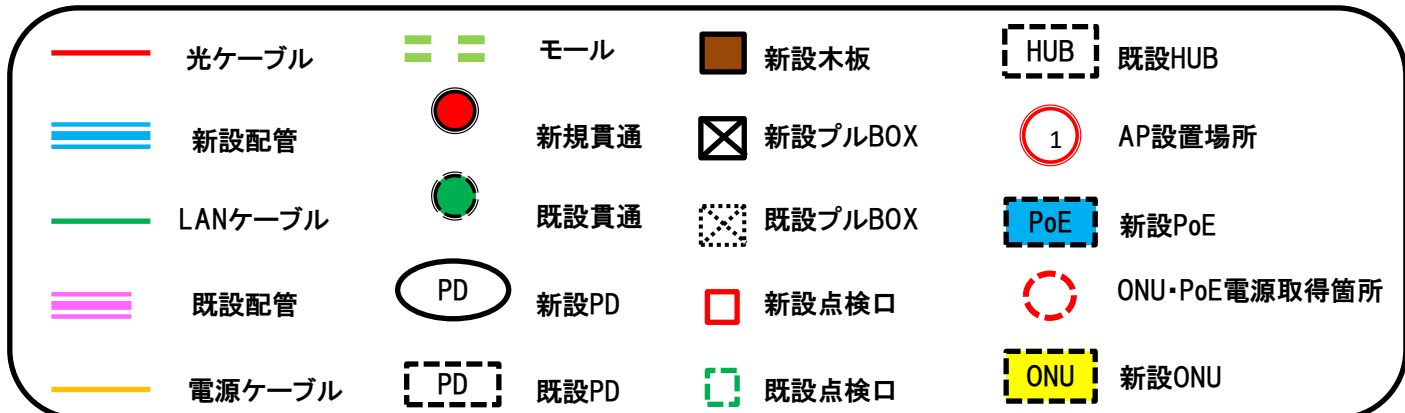 光ケーブル
モール
新設木板
HUB 既設HUB
新設配管
新規貫通
新設プルBOX
1 AP設置場所
LANケーブル
既設貫通
既設プルBOX
PoE 新設PoE
既設配管
PD 新設PD
新設点検口
ONU・PoE電源取得箇所
電源ケーブル
PD 既設PD
既設点検口
ONU 新設ONU